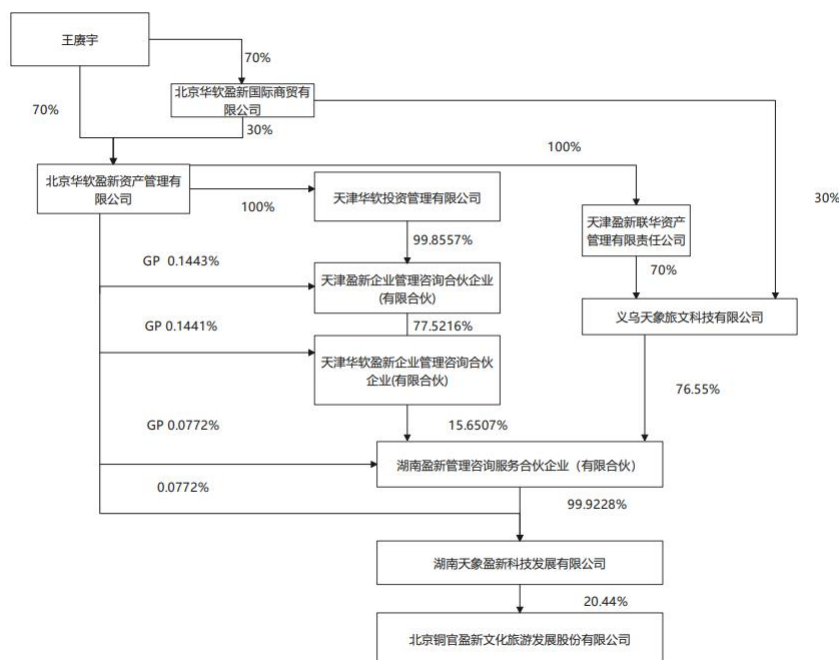 王赓宇
70%
北京华软盈新国际商贸有
限公司
70%
30%
100%
北京华软盈新资产管理有
限公司
100%
天津华软投资管理有限公司
30%
天津盈新联华资产
管理有限责任公司
99.8557%
GP 0.1443%
70%
天津盈新企业管理咨询合伙企业
(有限合伙)
义乌天象旅文科技有限公司
GP 0.1441%
77.5216%
天津华软盈新企业管理咨询合伙
企业(有限合伙)
76.55%
GP 0.0772%
15.6507%
湖南盈新管理咨询服务合伙企业（有限合伙）
0.0772%
99.9228%
湖南天象盈新科技发展有限公司
20.44%
北京铜官盈新文化旅游发展股份有限公司